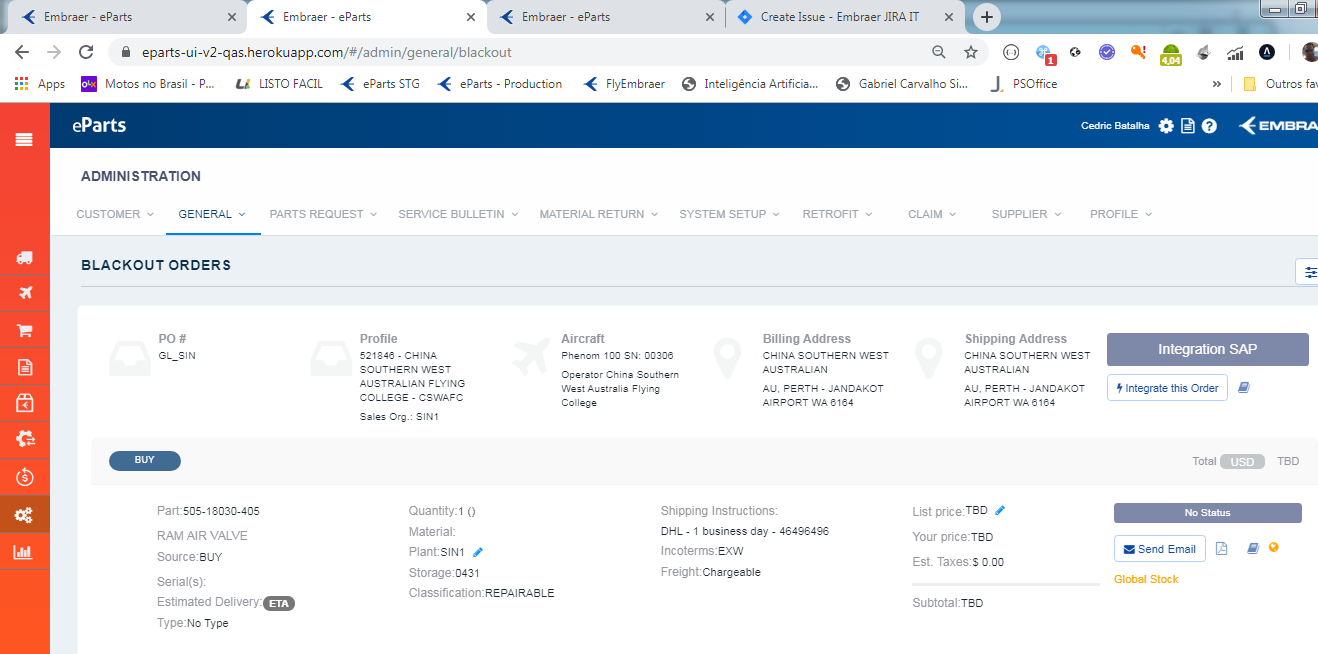 Embraer - eParts
Embraer - eParts
Embraer - eParts
Create Issue - Embraer JIRA IT
eparts-ui-v2-qas.herokuapp.com/#/admin/general/blackout
1
4,04
Apps
olx
Motos no Brasil - P...
LISTO FACIL
eParts STG
eParts - Production
FlyEmbraer
Inteligência Artificia...
Gabriel Carvalho Si...
PSOffice
»
Outros fav
eParts
Cedric Batalha
EMBRA
ADMINISTRATION
CUSTOMER
GENERAL
PARTS REQUEST
SERVICE BULLETIN
MATERIAL RETURN
SYSTEM SETUP
RETROFIT
CLAIM
SUPPLIER
PROFILE
BLACKOUT ORDERS
PO #
GL_SIN
Profile
521846 - CHINA
SOUTHERN WEST
AUSTRALIAN FLYING
COLLEGE - CSWAFC
Sales Org.: SIN1
Aircraft
Phenom 100 SN: 00306
Operator China Southern
West Australia Flying
College
Billing Address
CHINA SOUTHERN WEST
AUSTRALIAN
AU, PERTH - JANDAKOT
AIRPORT WA 6164
Shipping Address
CHINA SOUTHERN WEST
AUSTRALIAN
AU, PERTH - JANDAKOT
AIRPORT WA 6164
Integration SAP
Integrate this Order
BUY
Total USD TBD
Part:505-18030-405
RAM AIR VALVE
Source:BUY
Serial(s):
Estimated Delivery: ETA
Type:No Type
Quantity:1 ()
Material:
Plant:SIN1
Storage:0431
Classification:REPAIRABLE
Shipping Instructions:
DHL - 1 business day - 46496496
Incoterms:EXW
Freight:Chargeable
List price:TBD
Your price:TBD
Est. Taxes:$ 0.00
Subtotal:TBD
No Status
Send Email
Global Stock